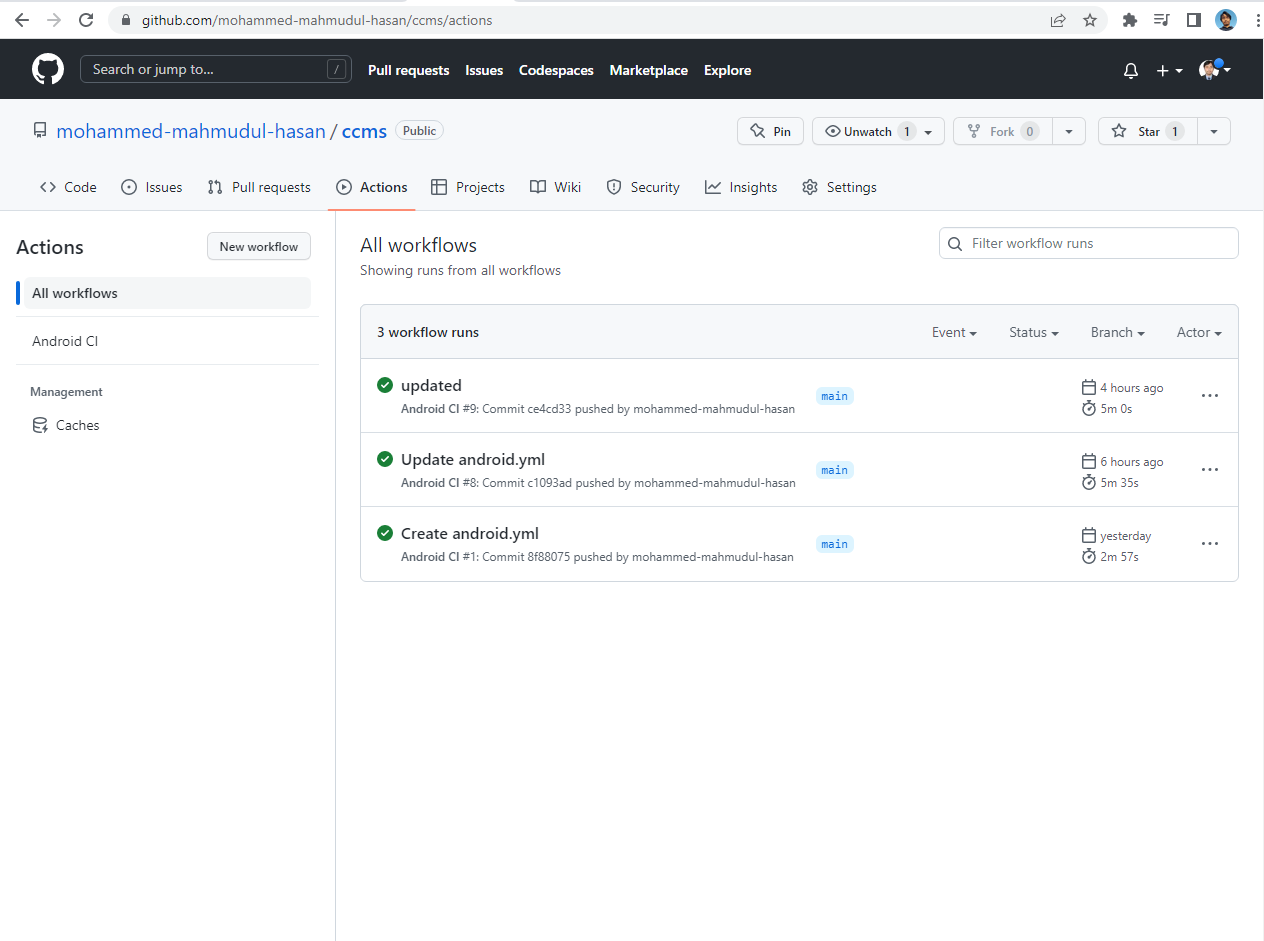 github.com/mohammed-mahmudul-hasan/ccms/actions
Search or jump to... /
Pull requests Issues Codespaces Marketplace Explore
mohammed-mahmudul-hasan / ccms Public
Pin Unwatch 1 Fork 0 Star 1
Code Issues Pull requests Actions Projects Wiki Security Insights Settings
Actions New workflow
All workflows
Android CI
Management
Caches
All workflows
Showing runs from all workflows
Filter workflow runs
3 workflow runs Event Status Branch Actor
updated
Android CI #9: Commit ce4cd33 pushed by mohammed-mahmudul-hasan
main
4 hours ago
5m 0s
Update android.yml
Android CI #8: Commit c1093ad pushed by mohammed-mahmudul-hasan
main
6 hours ago
5m 35s
Create android.yml
Android CI #1: Commit 8f88075 pushed by mohammed-mahmudul-hasan
main
yesterday
2m 57s